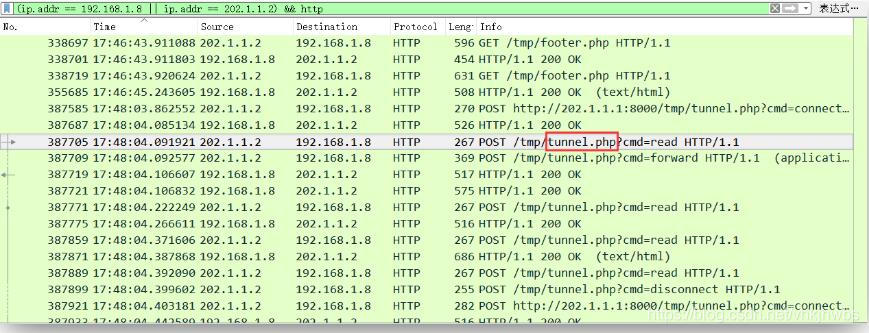 (ip.addr == 192.168.1.8 || ip.addr == 202.1.1.2) && http 表达式…
No. Time Source Destination Protocol Leng Info
338697 17:46:43.911088 202.1.1.2 192.168.1.8 HTTP 596 GET /tmp/footer.php HTTP/1.1
338701 17:46:43.911803 192.168.1.8 202.1.1.2 HTTP 454 HTTP/1.1 200 OK
338719 17:46:43.920624 202.1.1.2 192.168.1.8 HTTP 631 GET /tmp/footer.php HTTP/1.1
355685 17:46:45.243605 192.168.1.8 202.1.1.2 HTTP 508 HTTP/1.1 200 OK (text/html)
387585 17:48:03.862552 202.1.1.2 192.168.1.8 HTTP 270 POST http://202.1.1.1:8000/tmp/tunnel.php?cmd=connect…
387687 17:48:04.085134 192.168.1.8 202.1.1.2 HTTP 526 HTTP/1.1 200 OK
387705 17:48:04.091921 202.1.1.2 192.168.1.8 HTTP 267 POST /tmp/tunnel.php?cmd=read HTTP/1.1
387709 17:48:04.092577 202.1.1.2 192.168.1.8 HTTP 369 POST /tmp/tunnel.php?cmd=forward HTTP/1.1 (applicati…
387719 17:48:04.106607 192.168.1.8 202.1.1.2 HTTP 517 HTTP/1.1 200 OK
387721 17:48:04.106832 192.168.1.8 202.1.1.2 HTTP 575 HTTP/1.1 200 OK
387771 17:48:04.222249 202.1.1.2 192.168.1.8 HTTP 267 POST /tmp/tunnel.php?cmd=read HTTP/1.1
387775 17:48:04.266611 192.168.1.8 202.1.1.2 HTTP 516 HTTP/1.1 200 OK
387859 17:48:04.371606 202.1.1.2 192.168.1.8 HTTP 267 POST /tmp/tunnel.php?cmd=read HTTP/1.1
387871 17:48:04.387868 192.168.1.8 202.1.1.2 HTTP 686 HTTP/1.1 200 OK (text/html)
387889 17:48:04.392090 202.1.1.2 192.168.1.8 HTTP 267 POST /tmp/tunnel.php?cmd=read HTTP/1.1
387899 17:48:04.399602 202.1.1.2 192.168.1.8 HTTP 255 POST /tmp/tunnel.php?cmd=disconnect HTTP/1.1
387921 17:48:04.403181 202.1.1.2 192.168.1.8 HTTP 282 POST http://202.1.1.1:8000/tmp/tunnel.php?cmd=connec…
387933 17:48:04.442589 192.168.1.8 202.1.1.2 HTTP 516 HTTP/1.1 200 OK